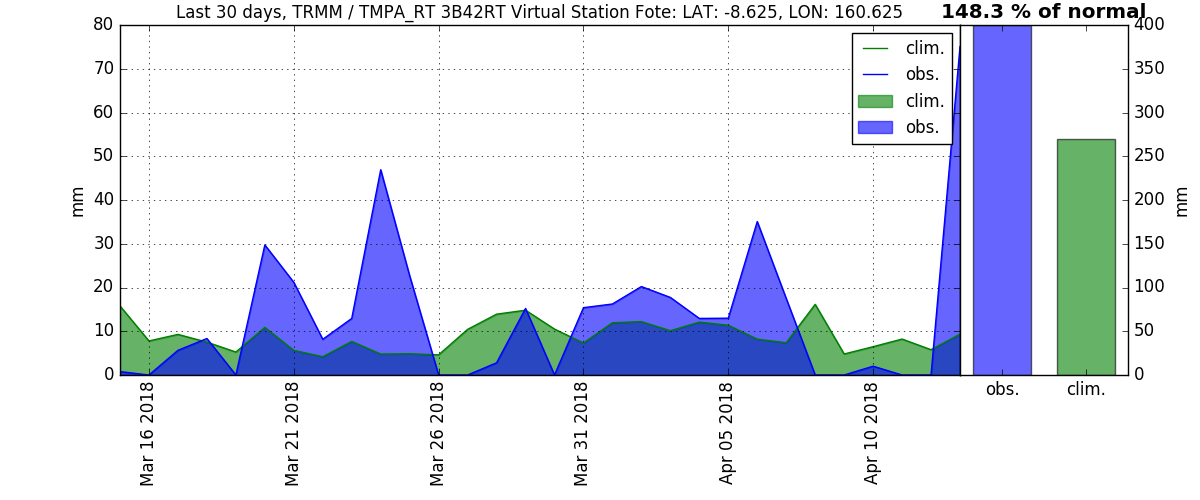 Last 30 days, TRMM / TMPA_RT 3B42RT Virtual Station Fote: LAT: -8.625, LON: 160.625
148.3 % of normal
80
70
60
50
40
30
20
10
0
mm
clim.
obs.
clim.
obs.
400
350
300
250
200
150
100
50
0
mm
Mar 16 2018
Mar 21 2018
Mar 26 2018
Mar 31 2018
Apr 05 2018
Apr 10 2018
obs.
clim.